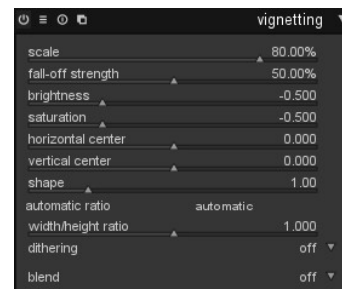 vignetting
scale 80.00%
fall-off strength 50.00%
brightness -0.500
saturation -0.500
horizontal center 0.000
vertical center 0.000
shape 1.00
automatic ratio automatic
width/height ratio 1.000
dithering off
blend off